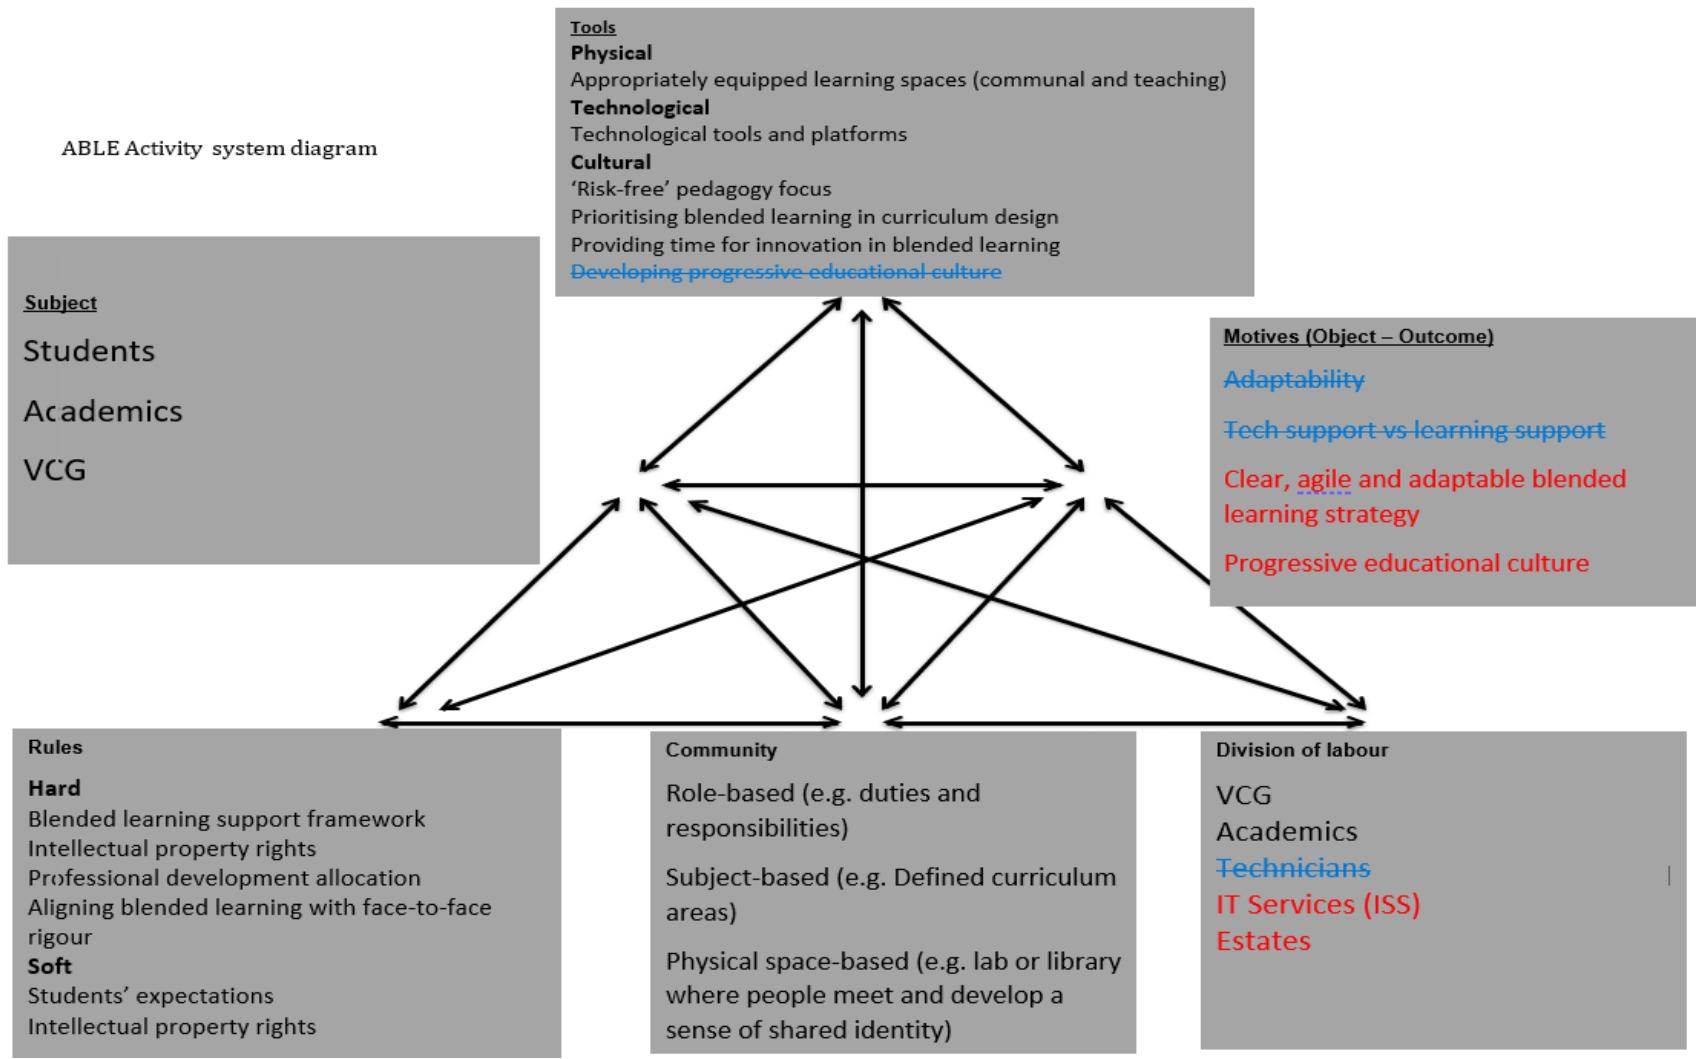 Tools
Physical
Appropriately equipped learning spaces (communal and teaching)
Technological
Technological tools and platforms
Cultural
‘Risk-free’ pedagogy focus
Prioritising blended learning in curriculum design
Providing time for innovation in blended learning
Developing progressive educational culture
ABLE Activity system diagram
Subject
Students
Academics
VCG
Motives (Object – Outcome)
Adaptability
Tech support vs learning support
Clear, agile and adaptable blended
learning strategy
Progressive educational culture
Rules
Hard
Blended learning support framework
Intellectual property rights
Professional development allocation
Aligning blended learning with face-to-face
rigour
Soft
Students’ expectations
Intellectual property rights
Community
Role-based (e.g. duties and
responsibilities)
Subject-based (e.g. Defined curriculum
areas)
Physical space-based (e.g. lab or library
where people meet and develop a
sense of shared identity)
Division of labour
VCG
Academics
Technicians
IT Services (ISS)
Estates